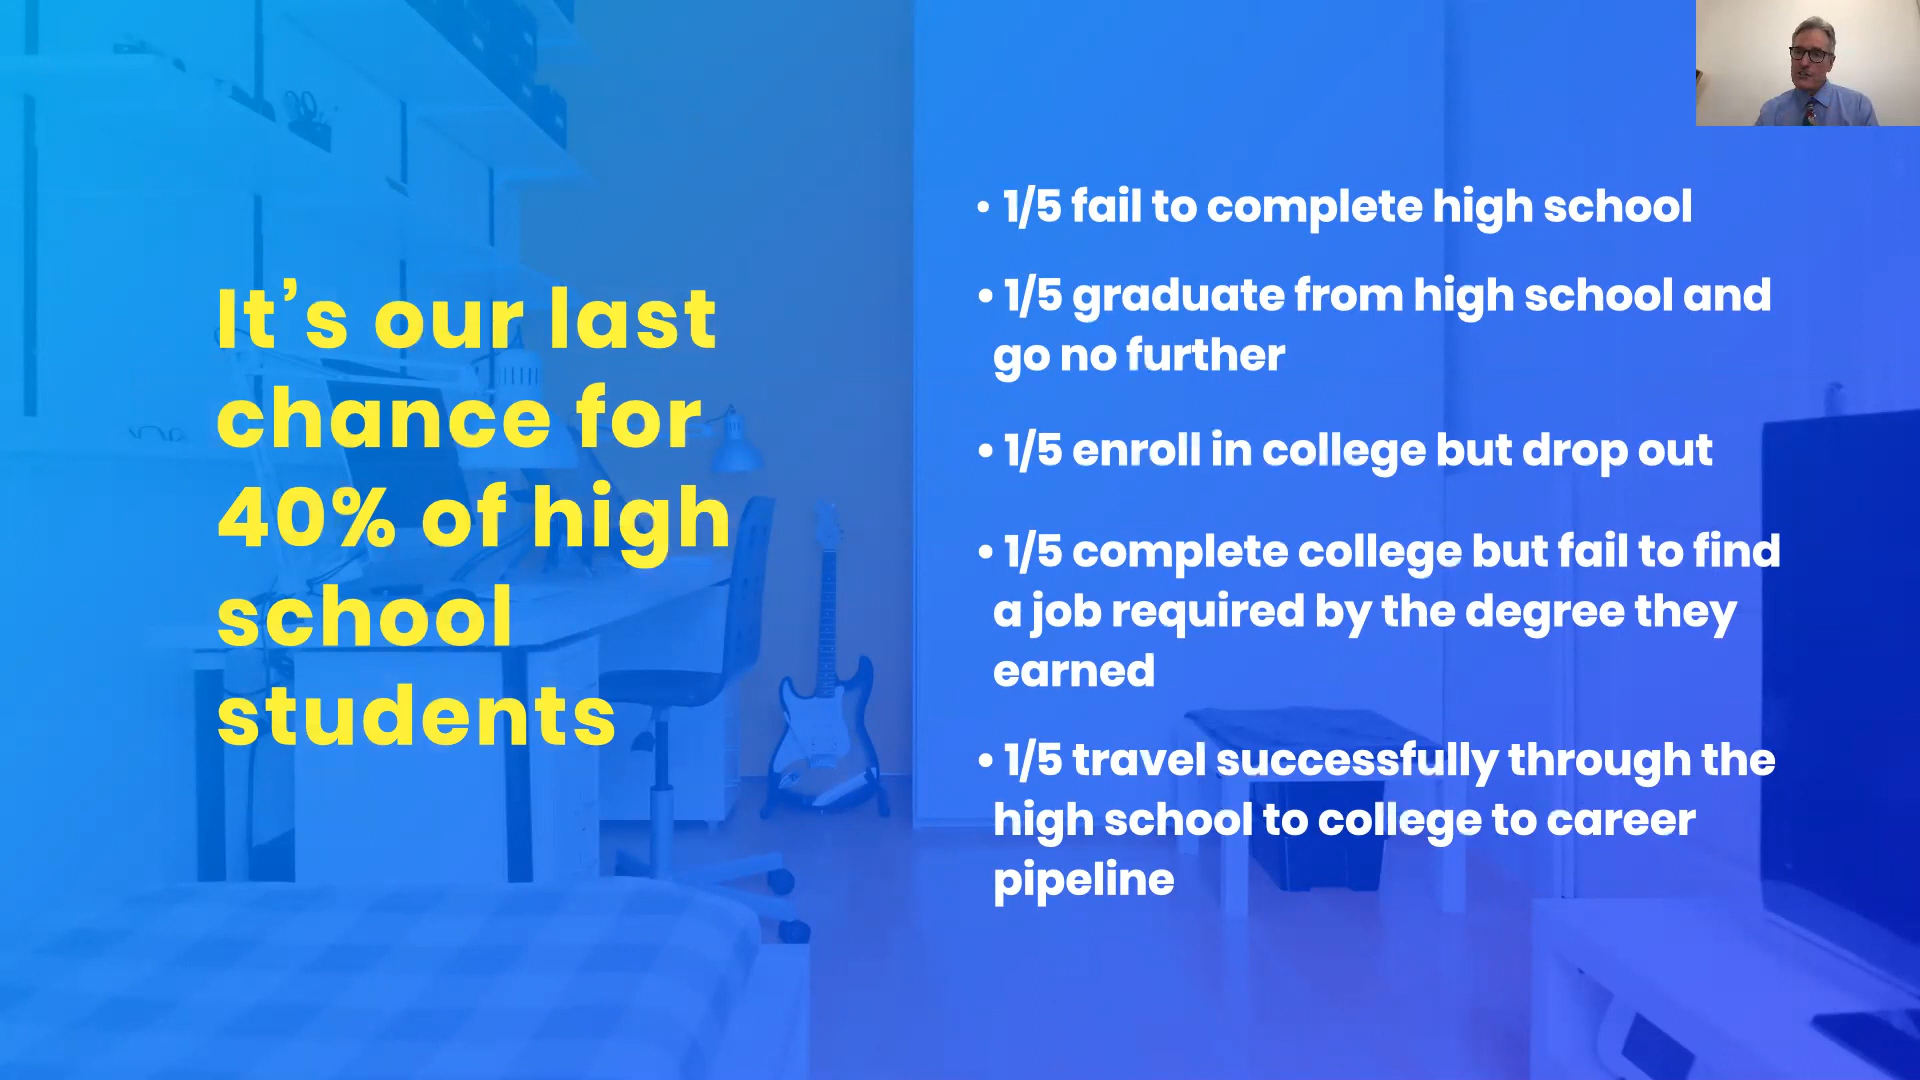 It’s our last
chance for
40% of high
school
students
• 1/5 fail to complete high school
• 1/5 graduate from high school and
go no further
• 1/5 enroll in college but drop out
• 1/5 complete college but fail to find
a job required by the degree they
earned
• 1/5 travel successfully through the
high school to college to career
pipeline